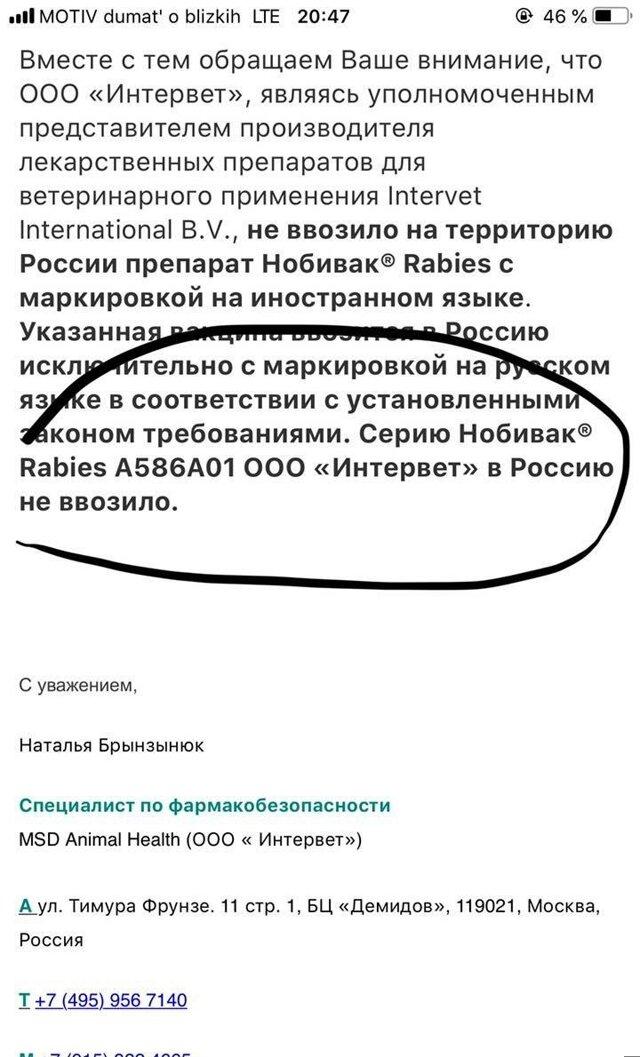 MOTIV dumat' o blizkih LTE 20:47 46 %
Вместе с тем обращаем Ваше внимание, что
ООО «Интервет», являясь уполномоченным
представителем производителя
лекарственных препаратов для
ветеринарного применения Intervet
International B.V., не ввозило на территорию
России препарат Нобивак® Rabies с
маркировкой на иностранном языке.
Указанная вакцина ввозится в Россию
исключительно с маркировкой на русском
языке в соответствии с установленными
законом требованиями. Серию Нобивак®
Rabies A586A01 ООО «Интервет» в Россию
не ввозило.
С уважением,
Наталья Брынзынюк
Специалист по фармакобезопасности
MSD Animal Health (ООО « Интервет»)
А ул. Тимура Фрунзе. 11 стр. 1, БЦ «Демидов», 119021, Москва,
Россия
T +7 (495) 956 7140